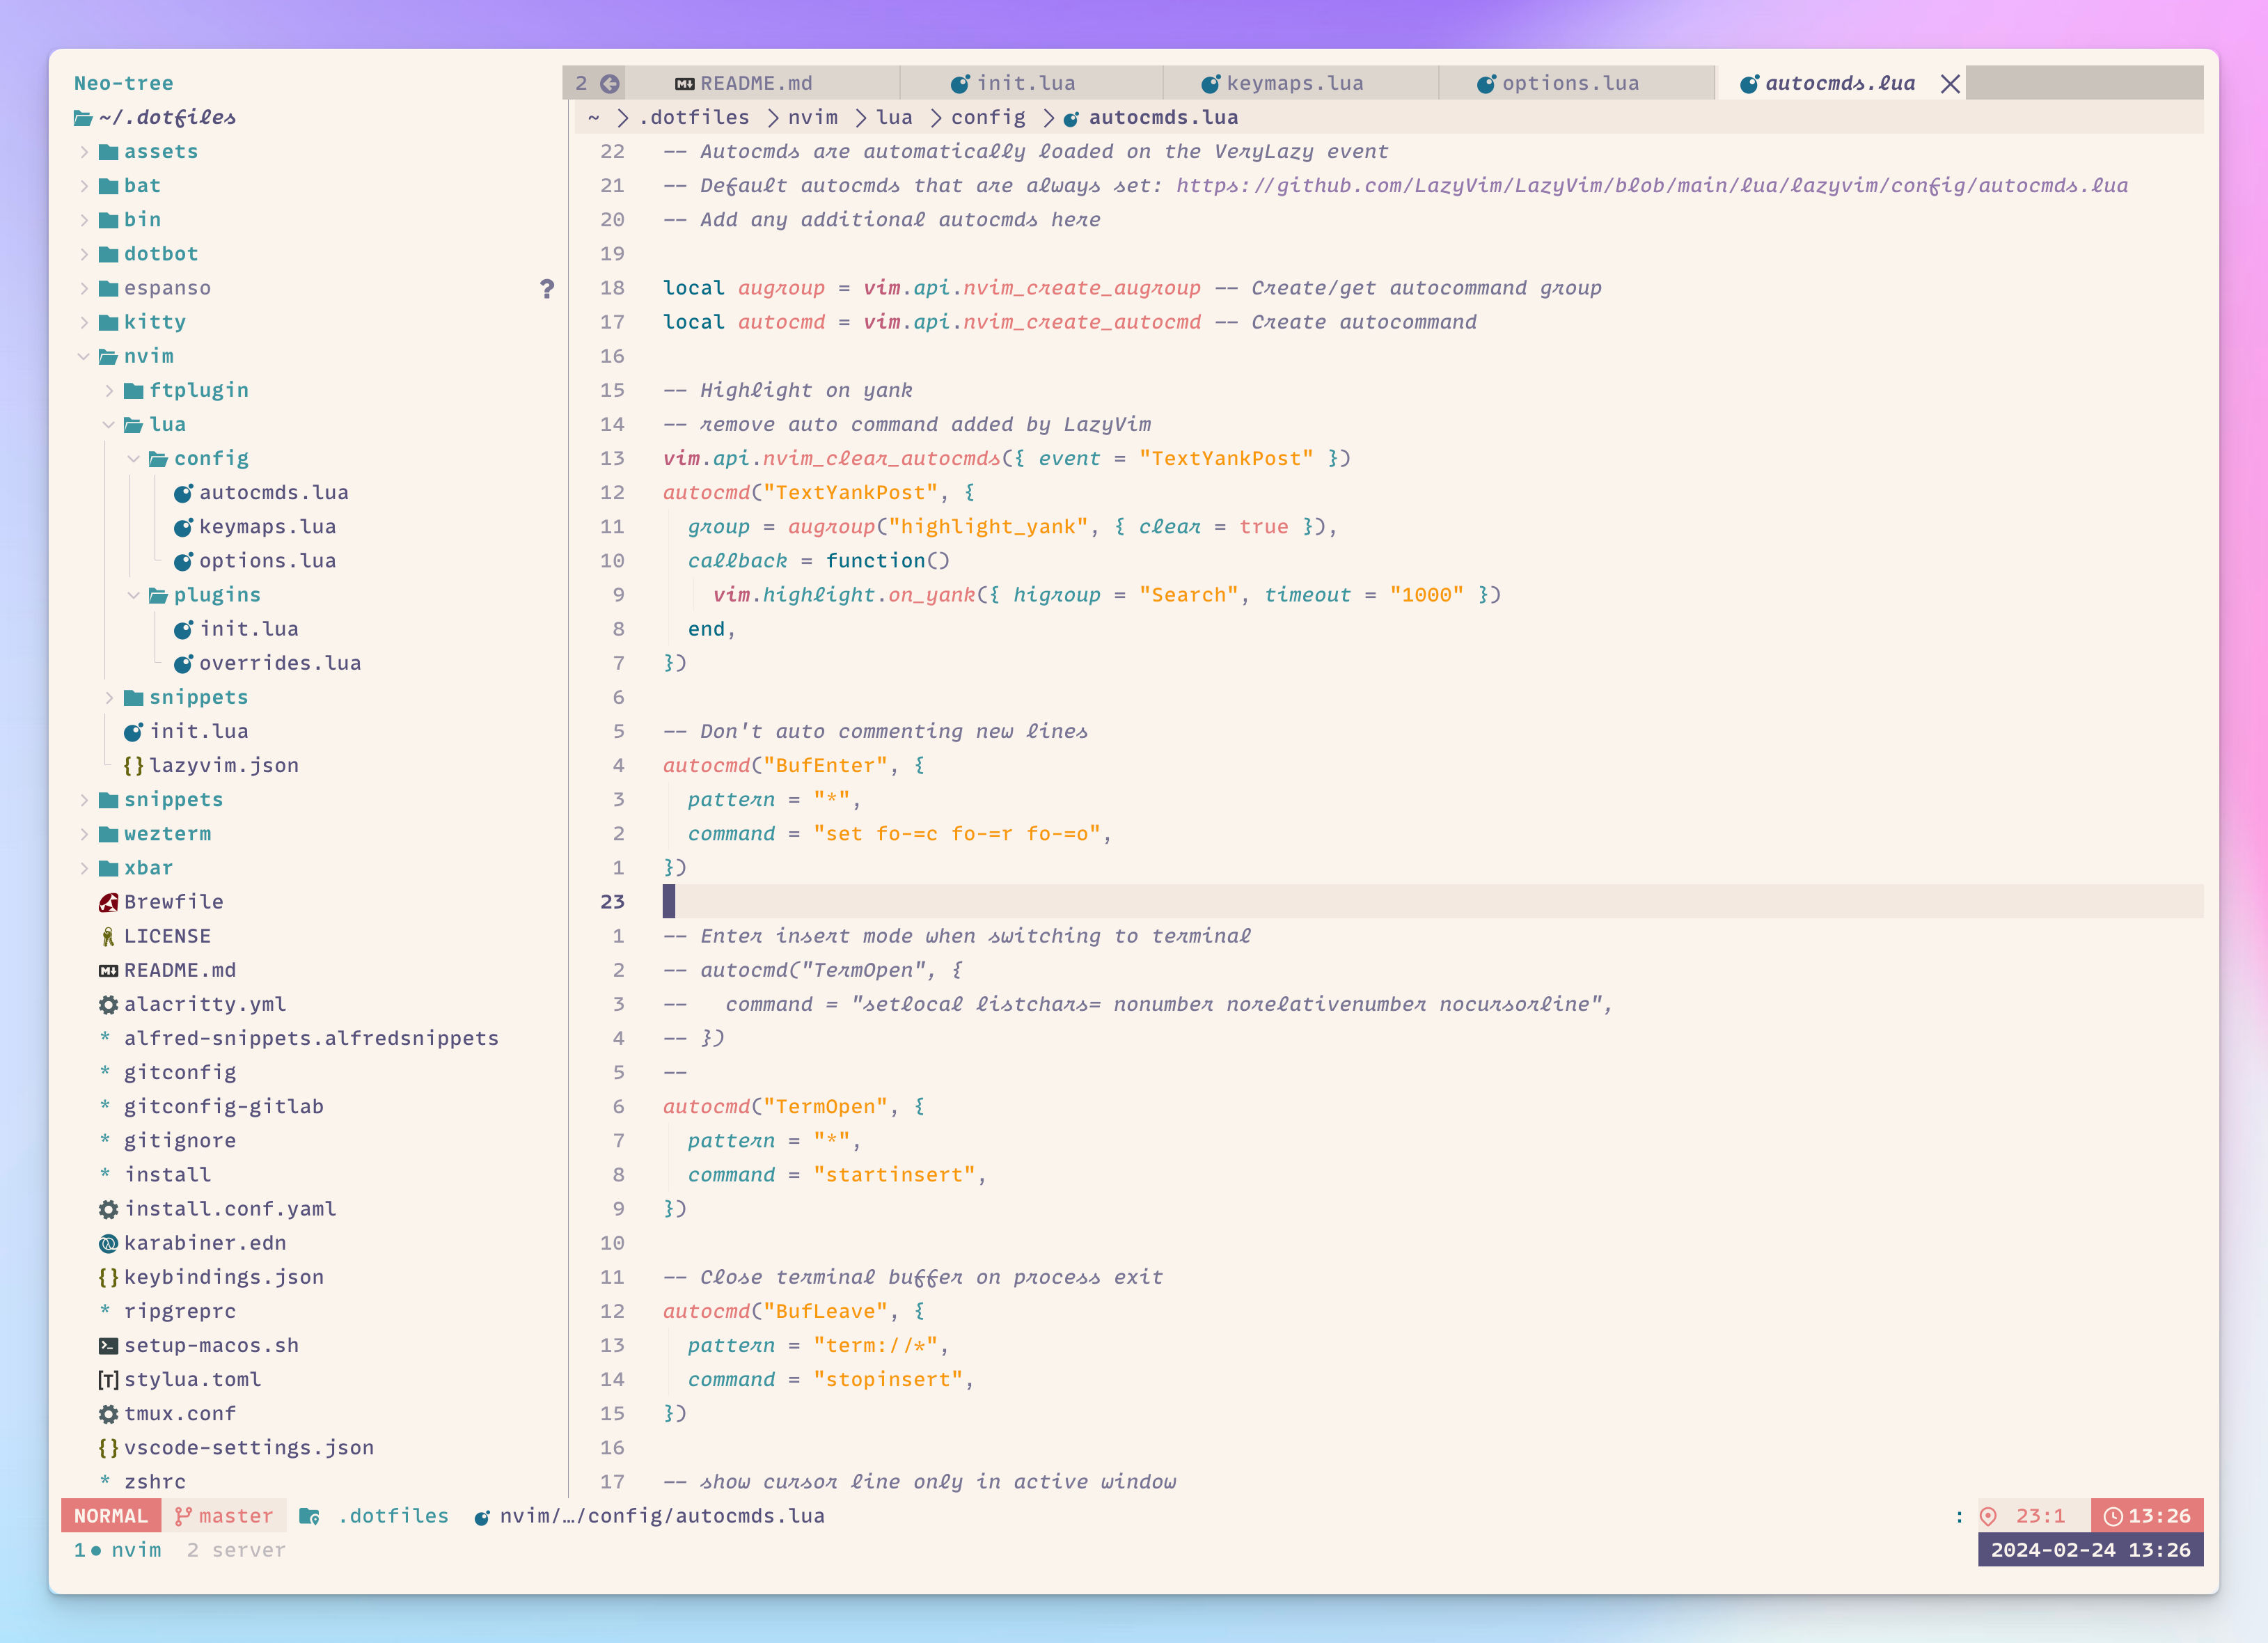 Neo-tree
~/.dotfiles
assets
bat
bin
dotbot
espanso ?
kitty
nvim
ftplugin
lua
config
autocmds.lua
keymaps.lua
options.lua
plugins
init.lua
overrides.lua
snippets
init.lua
{} lazyvim.json
snippets
wezterm
xbar
Brewfile
LICENSE
README.md
alacritty.yml
* alfred-snippets.alfredsnippets
* gitconfig
* gitconfig-gitlab
* gitignore
* install
install.conf.yaml
karabiner.edn
{} keybindings.json
* ripgreprc
setup-macos.sh
[T] stylua.toml
tmux.conf
{} vscode-settings.json
* zshrc
2 README.md init.lua keymaps.lua options.lua autocmds.lua
~ > .dotfiles > nvim > lua > config > autocmds.lua
22 -- Autocmds are automatically loaded on the VeryLazy event
21 -- Default autocmds that are always set: https://github.com/LazyVim/LazyVim/blob/main/lua/lazyvim/config/autocmds.lua
20 -- Add any additional autocmds here
19
18 local augroup = vim.api.nvim_create_augroup -- Create/get autocommand group
17 local autocmd = vim.api.nvim_create_autocmd -- Create autocommand
16
15 -- Highlight on yank
14 -- remove auto command added by LazyVim
13 vim.api.nvim_clear_autocmds({ event = "TextYankPost" })
12 autocmd("TextYankPost", {
11 group = augroup("highlight_yank", { clear = true }),
10 callback = function()
9 vim.highlight.on_yank({ higroup = "Search", timeout = "1000" })
8 end,
7 })
6
5 -- Don't auto commenting new lines
4 autocmd("BufEnter", {
3 pattern = "*",
2 command = "set fo-=c fo-=r fo-=o",
1 })
23
1 -- Enter insert mode when switching to terminal
2 -- autocmd("TermOpen", {
3 --   command = "setlocal listchars= nonumber norelativenumber nocursorline",
4 -- })
5 --
6 autocmd("TermOpen", {
7 pattern = "*",
8 command = "startinsert",
9 })
10
11 -- Close terminal buffer on process exit
12 autocmd("BufLeave", {
13 pattern = "term://*",
14 command = "stopinsert",
15 })
16
17 -- show cursor line only in active window
NORMAL master .dotfiles nvim/…/config/autocmds.lua : 23:1 13:26
1 ● nvim 2 server 2024-02-24 13:26